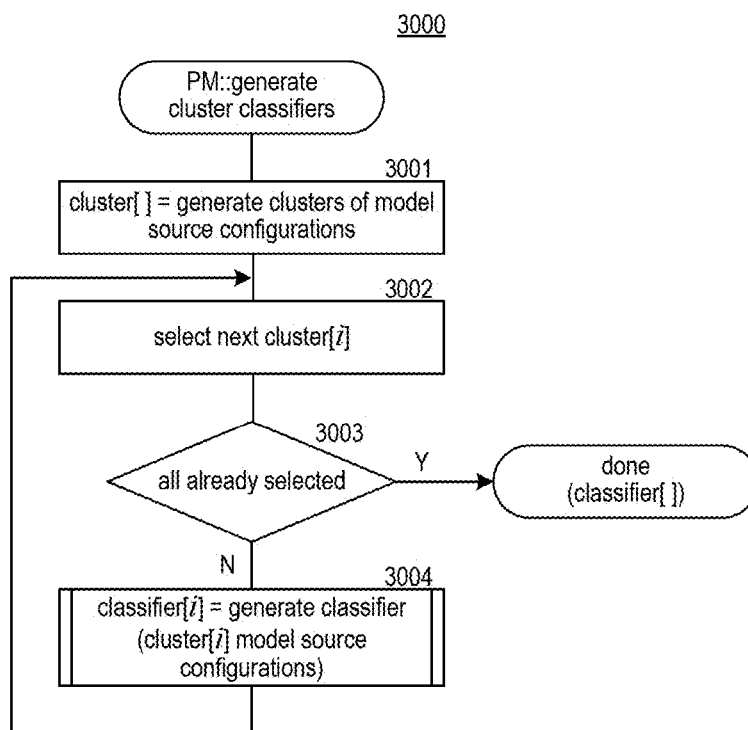 3000
PM::generate
cluster classifiers
3001
cluster[ ] = generate clusters of model
source configurations
3002
select next cluster[i]
3003
all already selected
Y
done
(classifier[ ])
N
3004
classifier[i] = generate classifier
(cluster[i] model source
configurations)